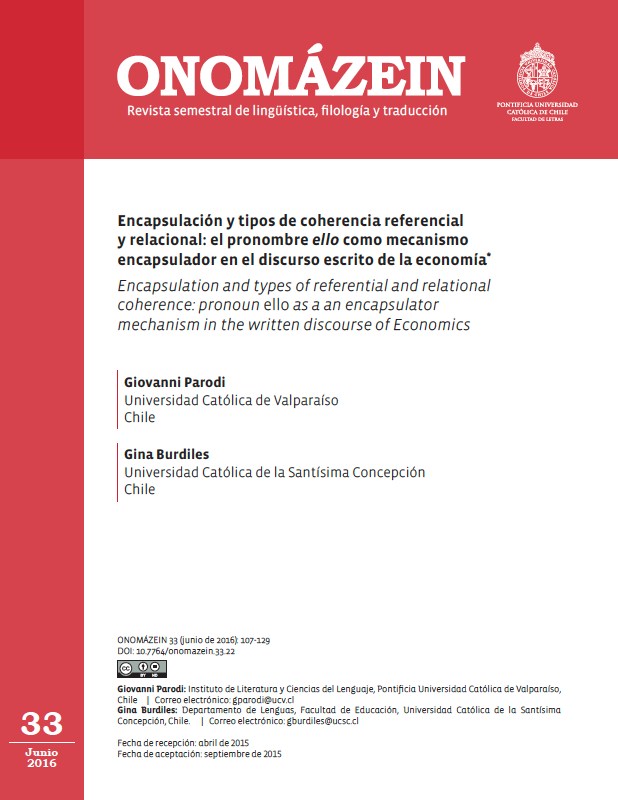 ONOMÁZEIN
Revista semestral de lingüística, filología y traducción
PONTIFICIA UNIVERSIDAD
CATÓLICA DE CHILE
FACULTAD DE LETRAS
Encapsulación y tipos de coherencia referencial
y relacional: el pronombre ello como mecanismo
encapsulador en el discurso escrito de la economía*
Encapsulation and types of referential and relational
coherence: pronoun ello as a an encapsulator
mechanism in the written discourse of Economics
Giovanni Parodi
Universidad Católica de Valparaíso
Chile
Gina Burdiles
Universidad Católica de la Santísima Concepción
Chile
ONOMÁZEIN 33 (junio de 2016): 107-129
DOI: 10.7764/onomazein.33.22
cc
BY ND
Giovanni Parodi: Instituto de Literatura y Ciencias del Lenguaje, Pontificia Universidad Católica de Valparaíso,
Chile | Correo electrónico: gparodi@ucv.cl
Gina Burdiles: Departamento de Lenguas, Facultad de Educación, Universidad Católica de la Santísima
Concepción, Chile. | Correo electrónico: gburdiles@ucsc.cl
Fecha de recepción: abril de 2015
Fecha de aceptación: septiembre de 2015
33
Junio
2016